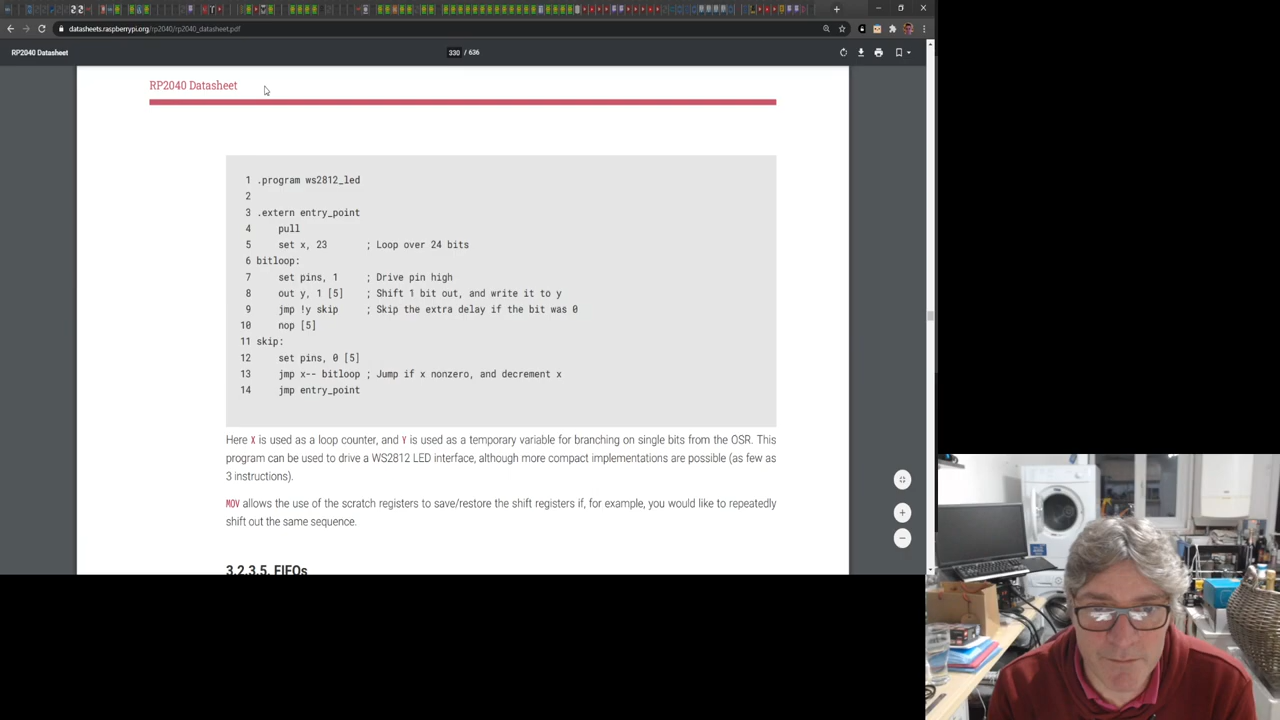 datasheets.raspberrypi.org/rp2040/rp2040_datasheet.pdf
RP2040 Datasheet
330 / 636
RP2040 Datasheet
1 .program ws2812_led
2
3 .extern entry_point
4 pull
5 set x, 23 ; Loop over 24 bits
6 bitloop:
7 set pins, 1 ; Drive pin high
8 out y, 1 [5] ; Shift 1 bit out, and write it to y
9 jmp !y skip ; Skip the extra delay if the bit was 0
10 nop [5]
11 skip:
12 set pins, 0 [5]
13 jmp x-- bitloop ; Jump if x nonzero, and decrement x
14 jmp entry_point
Here X is used as a loop counter, and Y is used as a temporary variable for branching on single bits from the OSR. This
program can be used to drive a WS2812 LED interface, although more compact implementations are possible (as few as
3 instructions).
MOV allows the use of the scratch registers to save/restore the shift registers if, for example, you would like to repeatedly
shift out the same sequence.
3.2.3.5. FIFOs